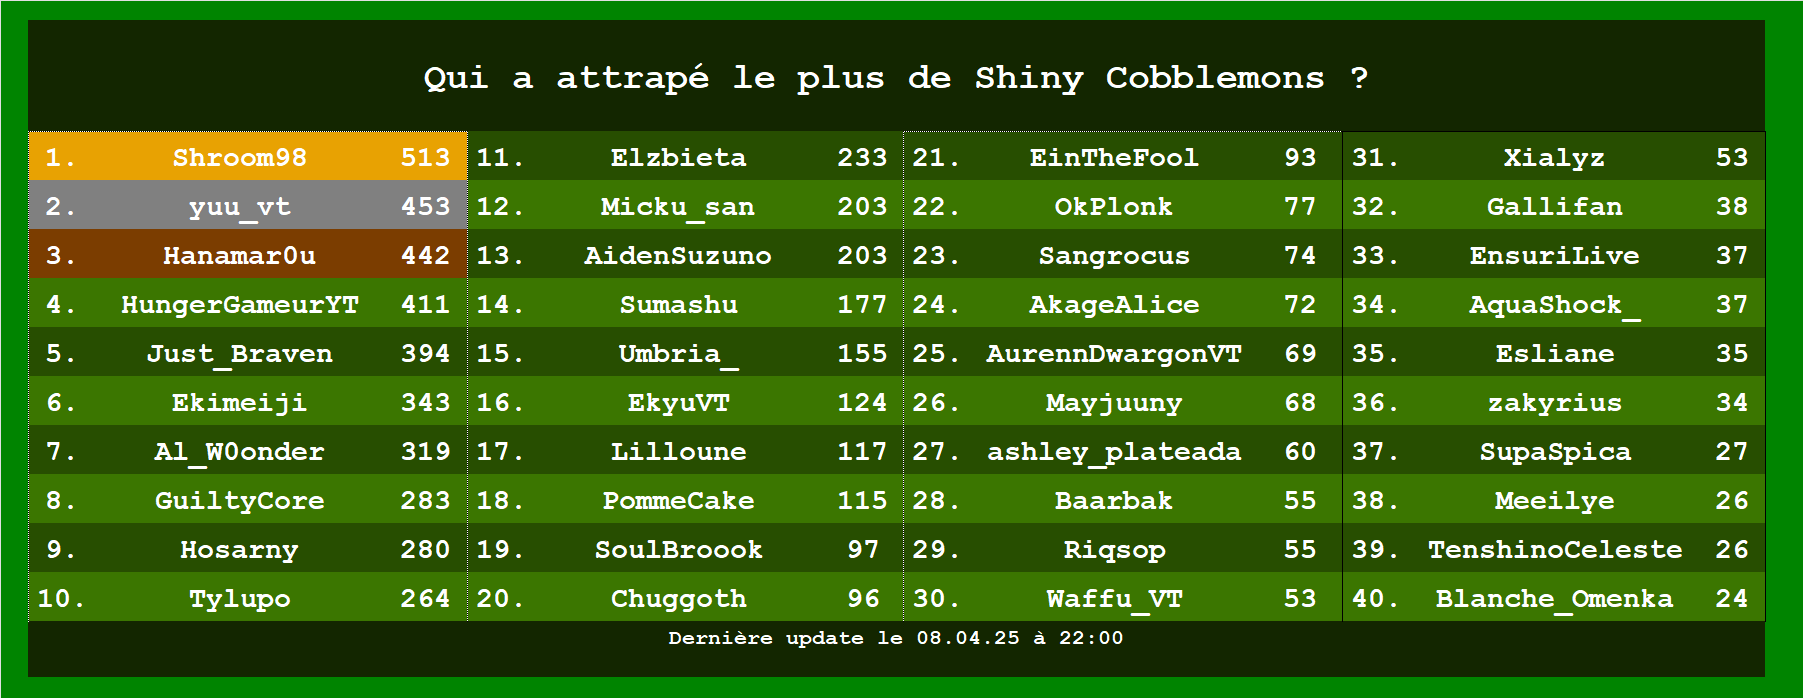 Qui a attrapé le plus de Shiny Cobblemons ?
1. Shroom98 513 11. Elzbieta 233 21. EinTheFool 93 31. Xialyz 53
2. yuu_vt 453 12. Micku_san 203 22. OkPlonk 77 32. Gallifan 38
3. Hanamar0u 442 13. AidenSuzuno 203 23. Sangrocus 74 33. EnsuriLive 37
4. HungerGameurYT 411 14. Sumashu 177 24. AkageAlice 72 34. AquaShock_ 37
5. Just_Braven 394 15. Umbria_ 155 25. AurennDwargonVT 69 35. Esliane 35
6. Ekimeiji 343 16. EkyuVT 124 26. Mayjuuny 68 36. zakyrius 34
7. Al_W0onder 319 17. Lilloune 117 27. ashley_plateada 60 37. SupaSpica 27
8. GuiltyCore 283 18. PommeCake 115 28. Baarbak 55 38. Meeilye 26
9. Hosarny 280 19. SoulBroook 97 29. Riqsop 55 39. TenshinoCeleste 26
10. Tylupo 264 20. Chuggoth 96 30. Waffu_VT 53 40. Blanche_Omenka 24
Dernière update le 08.04.25 à 22:00